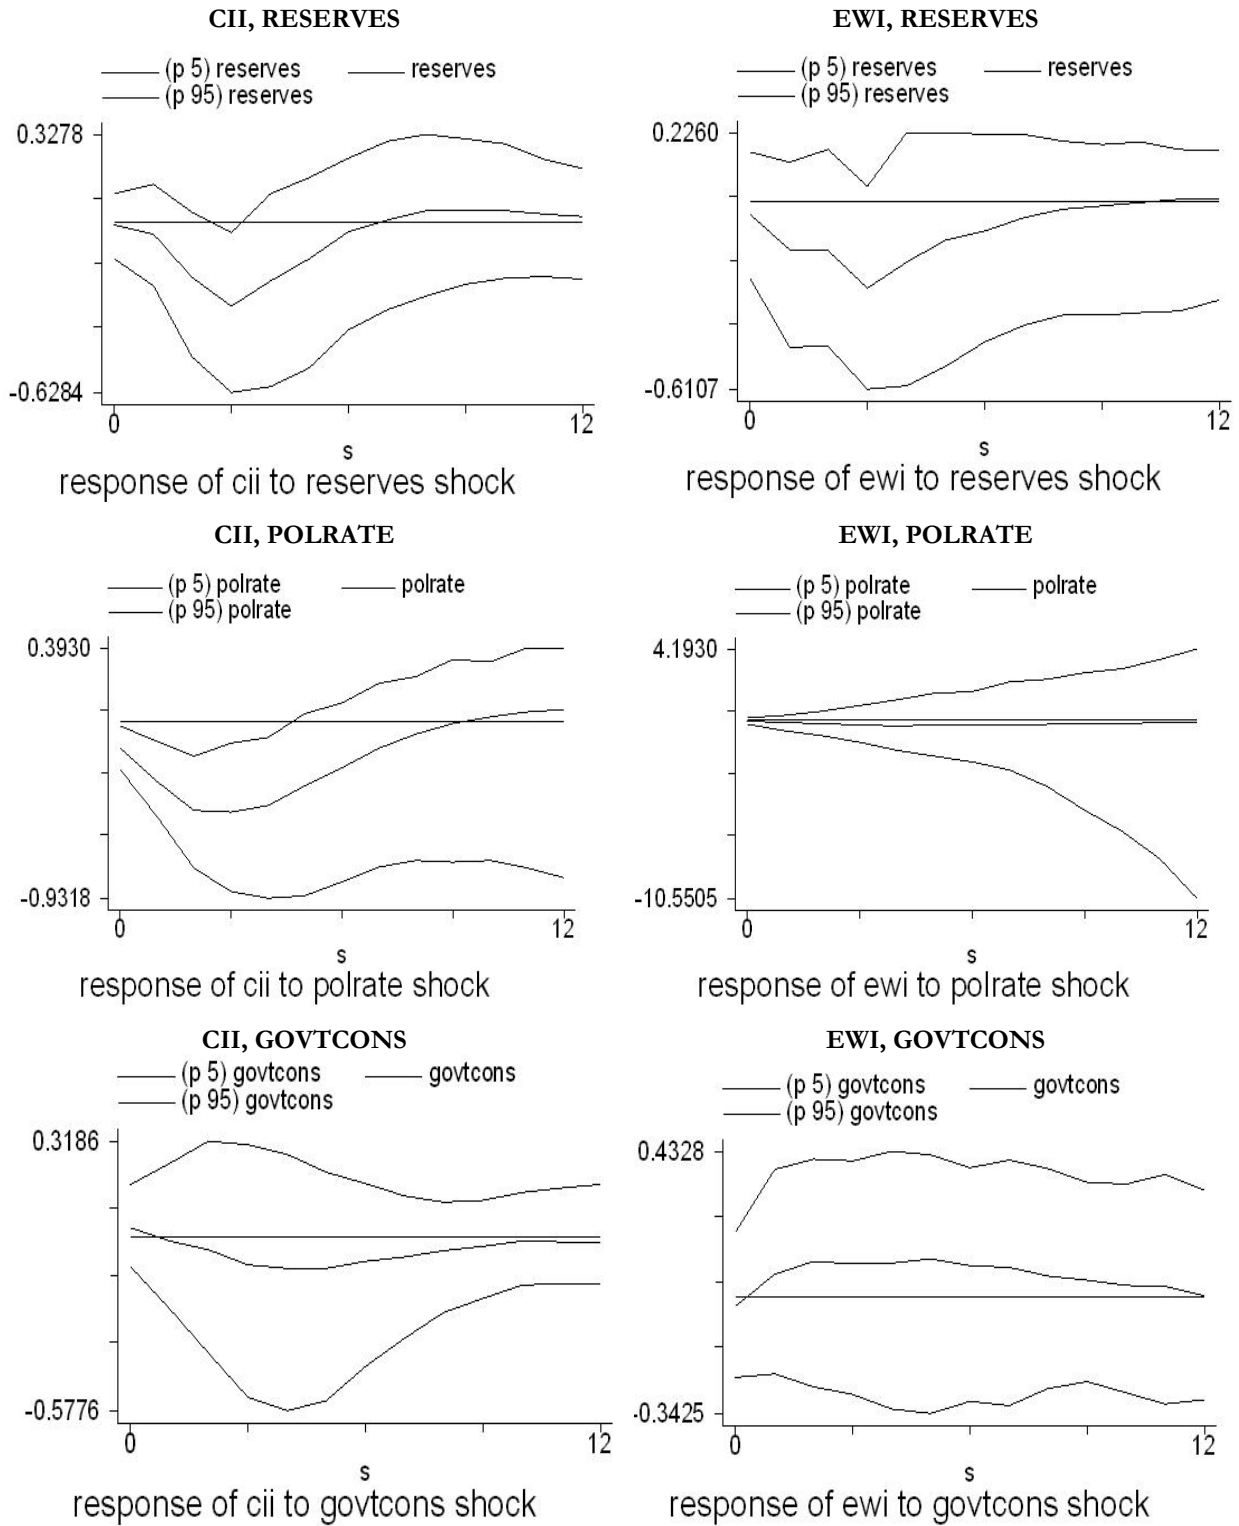 CII, RESERVES
(p 5) reserves reserves
(p 95) reserves
0.3278
-0.6284
0 12
s
response of cii to reserves shock
EWI, RESERVES
(p 5) reserves reserves
(p 95) reserves
0.2260
-0.6107
0 12
s
response of ewi to reserves shock
CII, POLRATE
(p 5) polrate polrate
(p 95) polrate
0.3930
-0.9318
0 12
s
response of cii to polrate shock
EWI, POLRATE
(p 5) polrate polrate
(p 95) polrate
4.1930
-10.5505
0 12
s
response of ewi to polrate shock
CII, GOVTCONS
(p 5) govtcons govtcons
(p 95) govtcons
0.3186
-0.5776
0 12
s
response of cii to govtcons shock
EWI, GOVTCONS
(p 5) govtcons govtcons
(p 95) govtcons
0.4328
-0.3425
0 12
s
response of ewi to govtcons shock